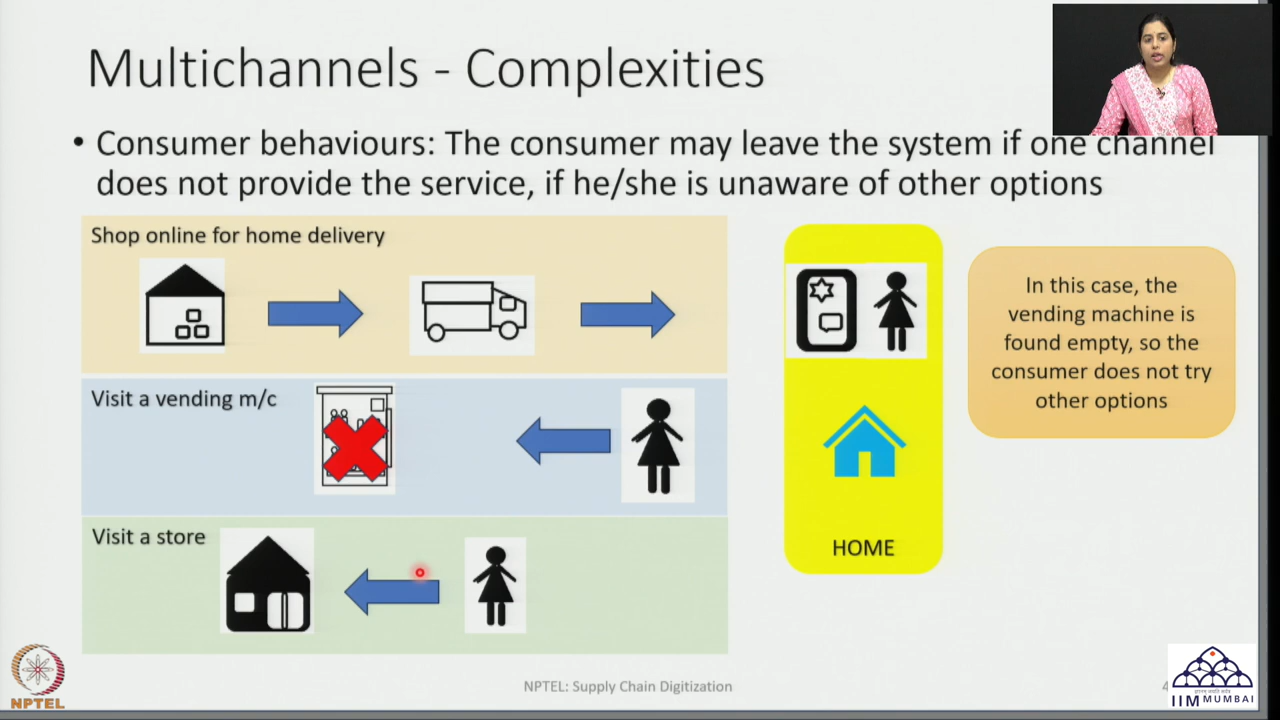 Multichannels - Complexities
• Consumer behaviours: The consumer may leave the system if one channel
does not provide the service, if he/she is unaware of other options
Shop online for home delivery
Visit a vending m/c
Visit a store
HOME
In this case, the
vending machine is
found empty, so the
consumer does not try
other options
NPTEL
NPTEL: Supply Chain Digitization
4
IIM MUMBAI